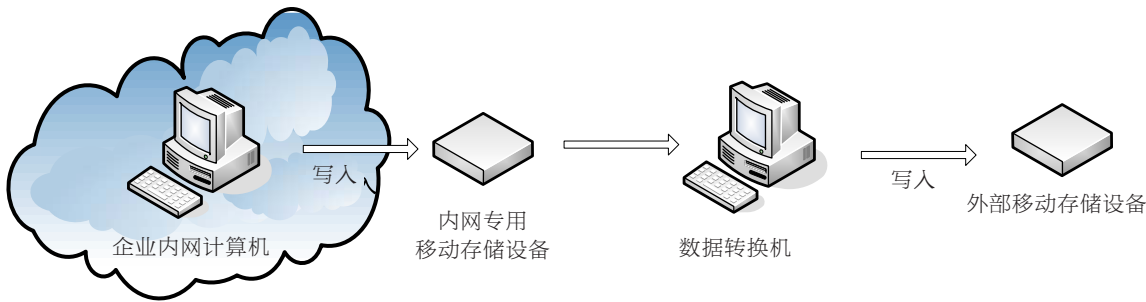 写入
写入
企业内网计算机
内网专用
移动存储设备
数据转换机
外部移动存储设备